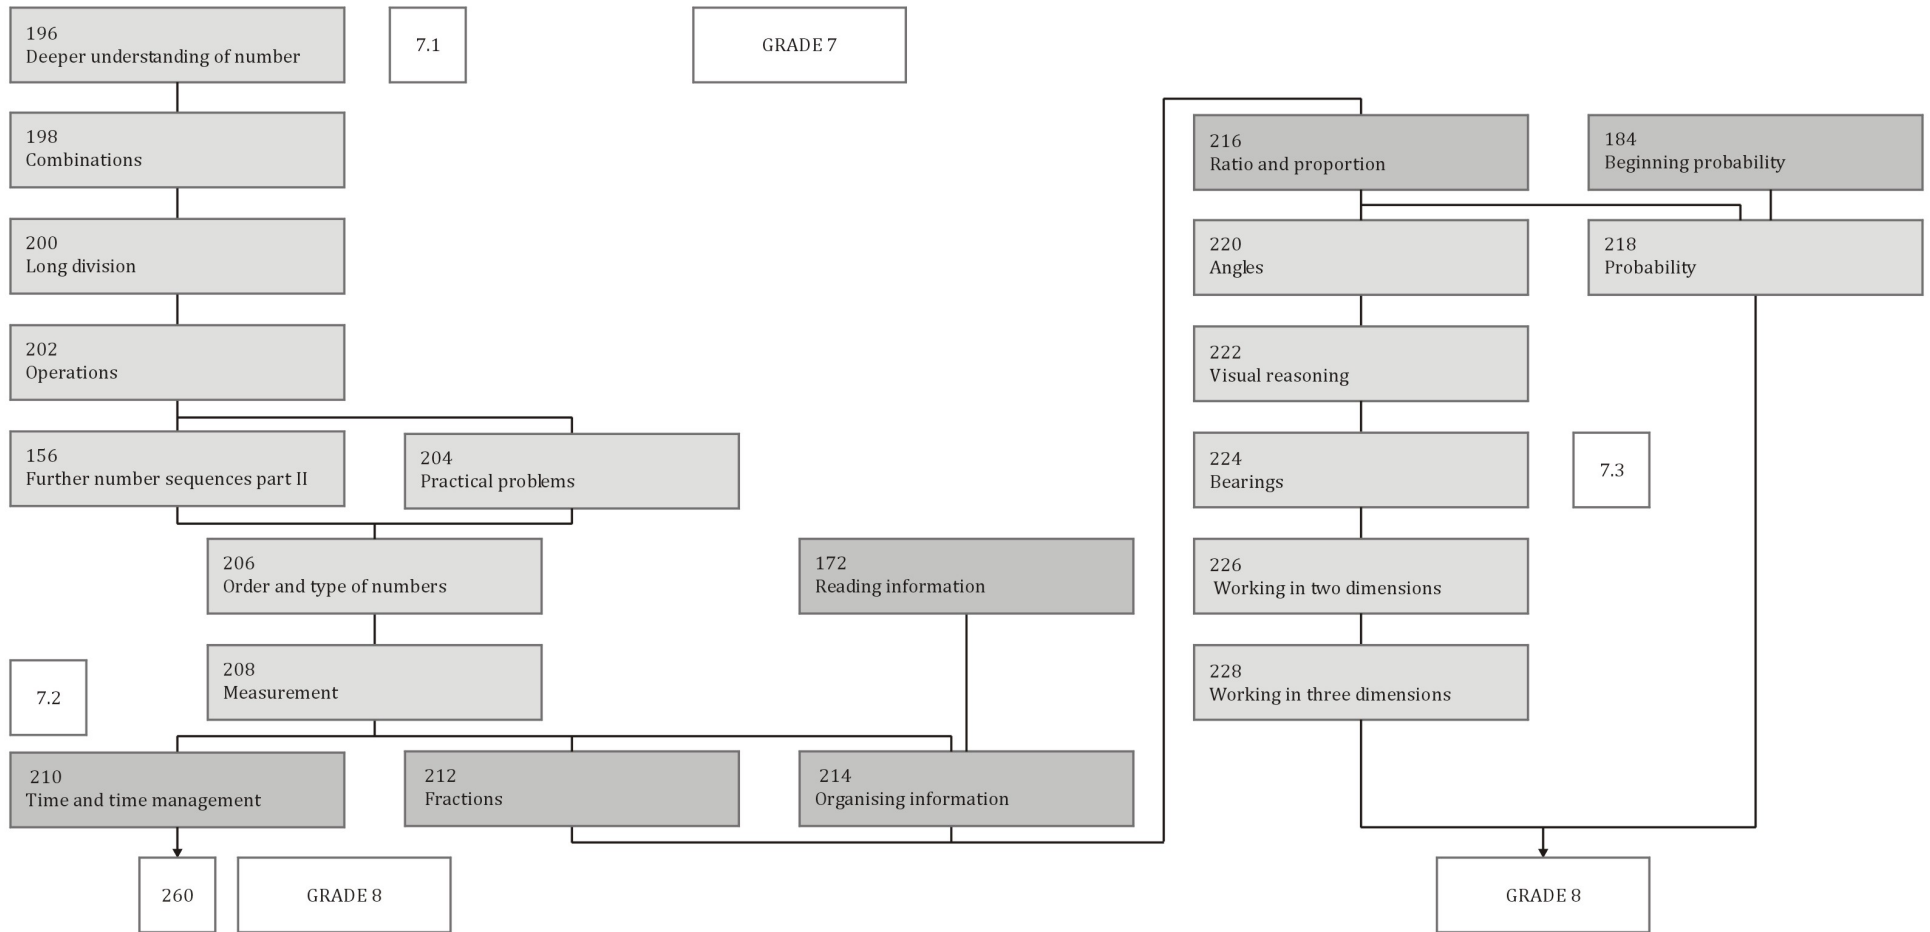 196
Deeper understanding of number
7.1
GRADE 7
198
Combinations
200
Long division
202
Operations
156
Further number sequences part II
204
Practical problems
206
Order and type of numbers
172
Reading information
208
Measurement
7.2
210
Time and time management
212
Fractions
214
Organising information
260
GRADE 8
216
Ratio and proportion
184
Beginning probability
220
Angles
218
Probability
222
Visual reasoning
224
Bearings
7.3
226
Working in two dimensions
228
Working in three dimensions
GRADE 8